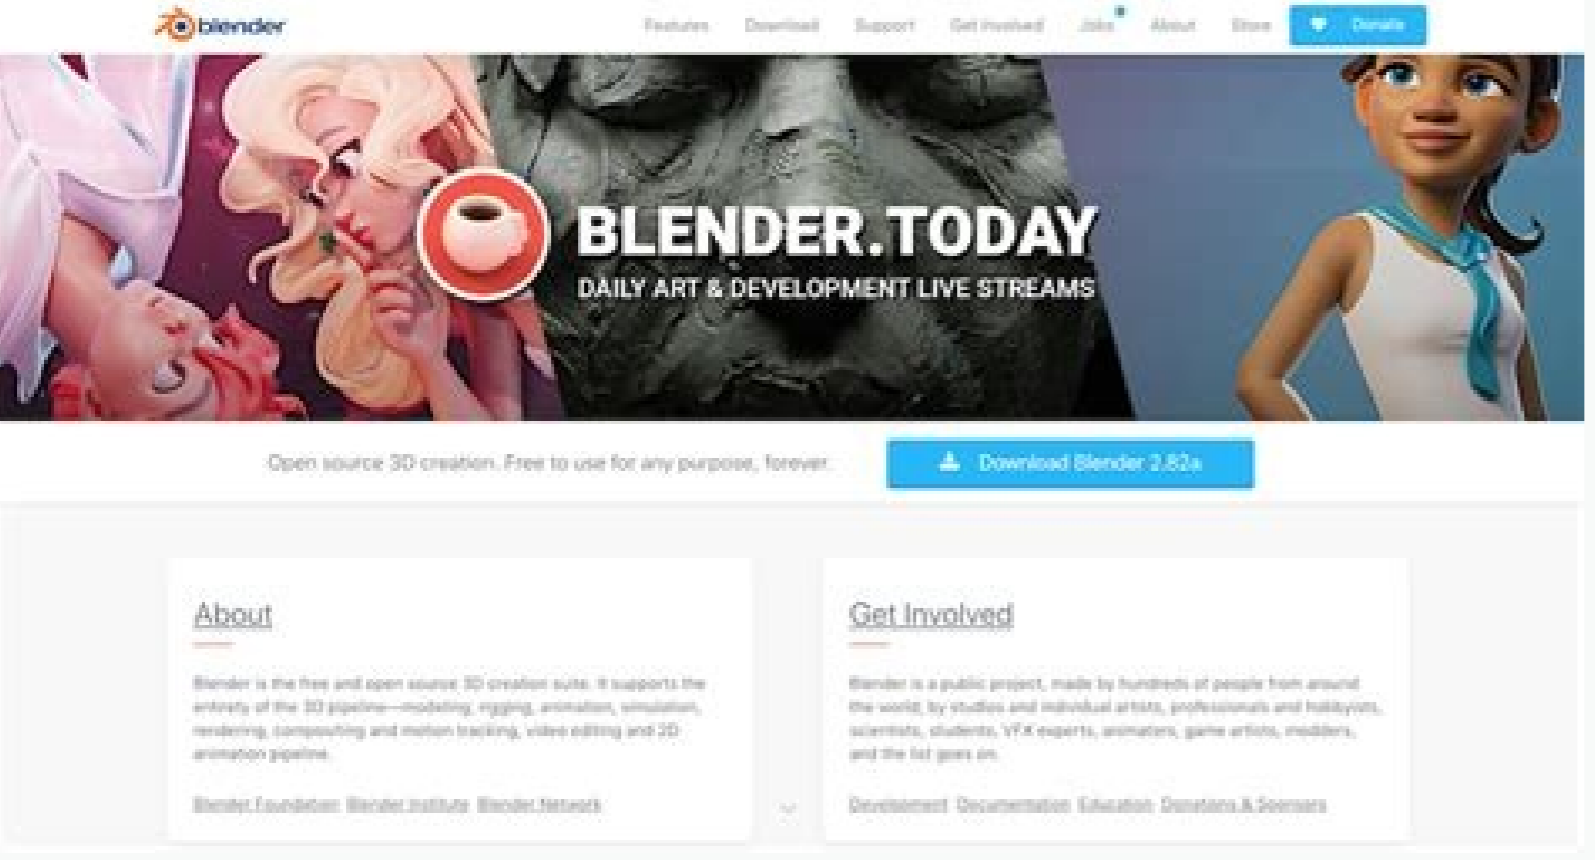 blender
Features Download Support Get Involved Jobs About Store Donate
BLENDER.TODAY
DAILY ART & DEVELOPMENT LIVE STREAMS
Open source 3D creation. Free to use for any purpose, forever.
Download Blender 2.82a
About
Blender is the free and open source 3D creation suite. It supports the
entirety of the 3D pipeline—modeling, rigging, animation, simulation,
rendering, compositing and motion tracking, video editing and 2D
animation pipeline.
Blender Foundation Blender Institute Blender Network
Get Involved
Blender is a public project, made by hundreds of people from around
the world; by studios and individual artists, professionals and hobbyists,
scientists, students, VFX experts, animators, game artists, modders,
and the list goes on.
Development Documentation Education Donations & Sponsors